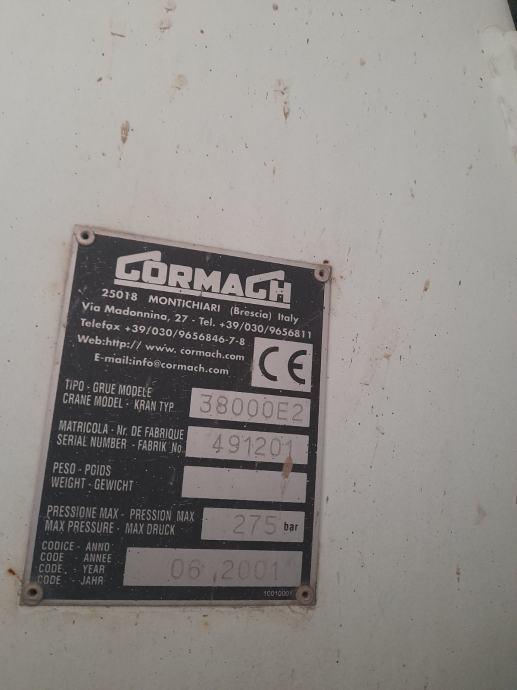 CORMACH
25018 MONTICHIARI (Brescia) Italy
Via Madonnina, 27 - Tel. +39/030/9656811
Telefax +39/030/9656846-7-8
Web:http// www. cormach.com
E-mail:info@cormach.com
CE
TIPO - GRUE MODELE
CRANE MODEL - KRAN TYP
38000E2
MATRICOLA - Nr. DE FABRIQUE
SERIAL NUMBER - FABRIK No
491201
PESO - PGIDS
WEIGHT - GEWICHT
PRESSIONE MAX - PRESSION MAX
MAX PRESSURE - MAX DRUCK
275 bar
CODICE - ANNO
CODE - ANNEE
CODE - YEAR
CODE - JAHR
06.2001